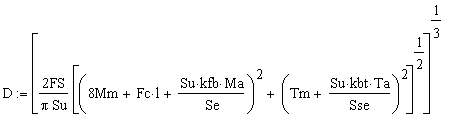 D := [ 2FS / π Su [ ( 8Mm + Fc·l + Su·kfb·Ma / Se )^2 + ( Tm + Su·kbt·Ta / Sse )^2 ]^(1/2) ]^(1/3)